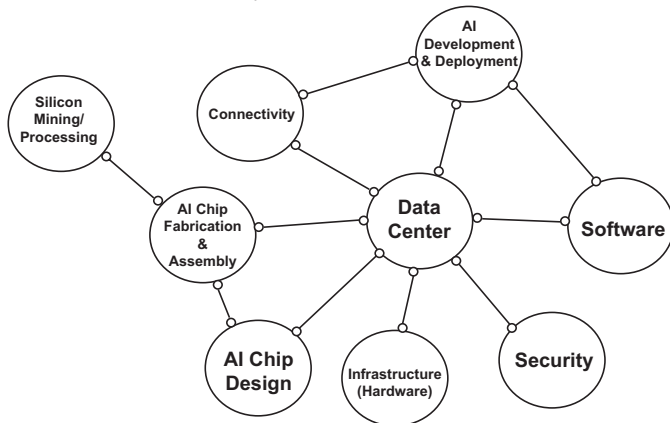 AI
Development
& Deployment
Silicon
Mining/
Processing
Connectivity
AI Chip
Fabrication
&
Assembly
Data
Center
Software
AI Chip
Design
Infrastructure
(Hardware)
Security